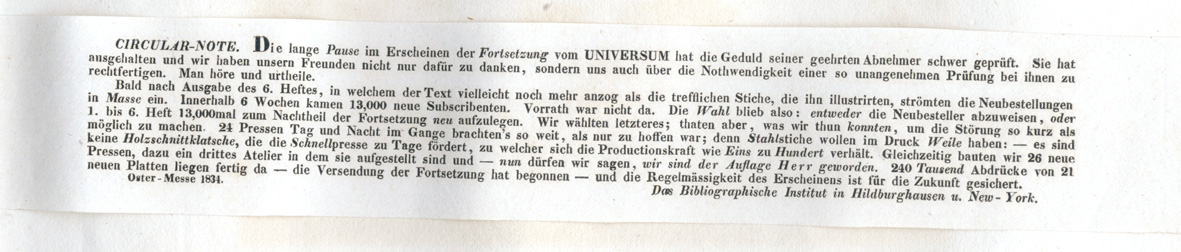 CIRCULAR-NOTE. Die lange Pause im Erscheinen der Fortsetzung vom UNIVERSUM hat die Geduld seiner geehrten Abnehmer schwer geprüft. Sie hat
ausgehalten und wir haben unsern Freunden nicht nur dafür zu danken, sondern uns auch über die Nothwendigkeit einer so unangenehmen Prüfung bei ihnen zu
rechtfertigen. Man höre und urtheile.
Bald nach Ausgabe des 6. Heftes, in welchem der Text vielleicht noch mehr anzog als die trefflichen Stiche, die ihn illustrirten, strömten die Neubestellungen
in Masse ein. Innerhalb 6 Wochen kamen 13,000 neue Subscribenten. Vorrath war nicht da. Die Wahl blieb also: entweder die Neubesteller abzuweisen, oder
1. bis 6. Heft 13,000mal zum Nachtheil der Fortsetzung neu aufzulegen. Wir wählten letzteres; thaten aber, was wir thun konnten, um die Störung so kurz als
möglich zu machen. 24 Pressen Tag und Nacht im Gange brachten's so weit, als nur zu hoffen war; denn Stahlstiche wollen im Druck Weile haben: — es sind
keine Holzschnittklatsche, die die Schnellpresse zu Tage fördert, zu welcher sich die Productionskraft wie Eins zu Hundert verhält. Gleichzeitig bauten wir 26 neue
Pressen, dazu ein drittes Atelier in dem sie aufgestellt sind und — nun dürfen wir sagen, wir sind der Auflage Herr geworden. 240 Tausend Abdrücke von 21
neuen Platten liegen fertig da — die Versendung der Fortsetzung hat begonnen — und die Regelmässigkeit des Erscheinens ist für die Zukunft gesichert.
Oster-Messe 1834.
Das Bibliographische Institut in Hildburghausen u. New-York.